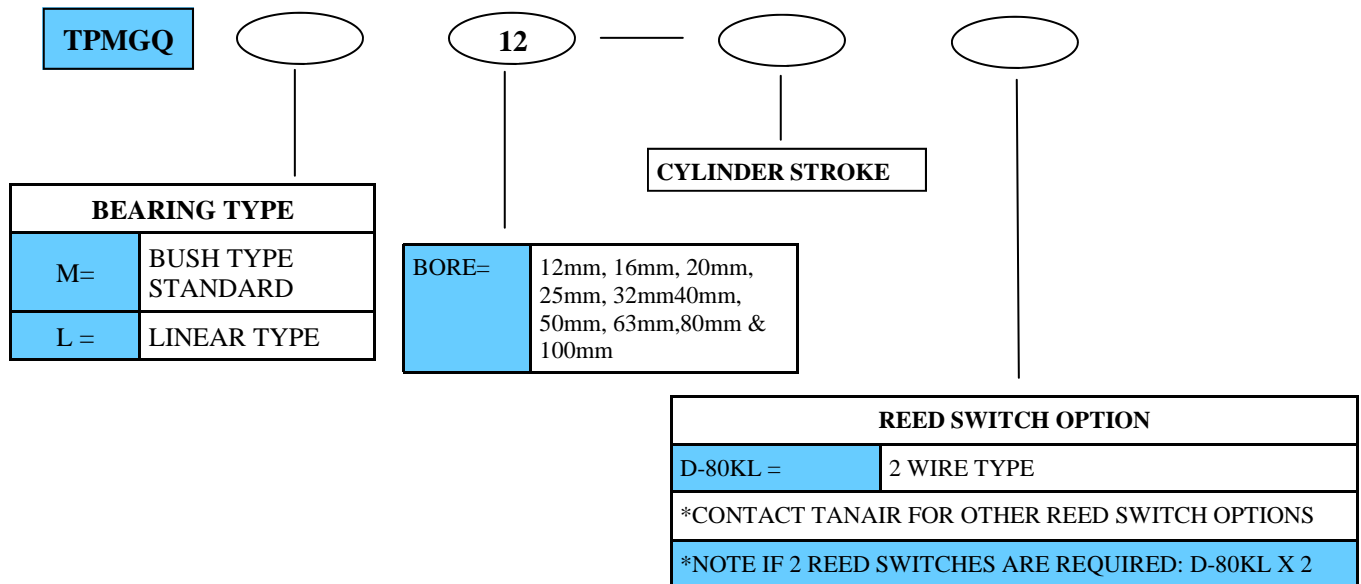 TPMGQ
12
CYLINDER STROKE
BEARING TYPE
M=
BUSH TYPE
STANDARD
L =
LINEAR TYPE
BORE=
12mm, 16mm, 20mm,
25mm, 32mm40mm,
50mm, 63mm,80mm &
100mm
REED SWITCH OPTION
D-80KL =
2 WIRE TYPE
*CONTACT TANAIR FOR OTHER REED SWITCH OPTIONS
*NOTE IF 2 REED SWITCHES ARE REQUIRED: D-80KL X 2